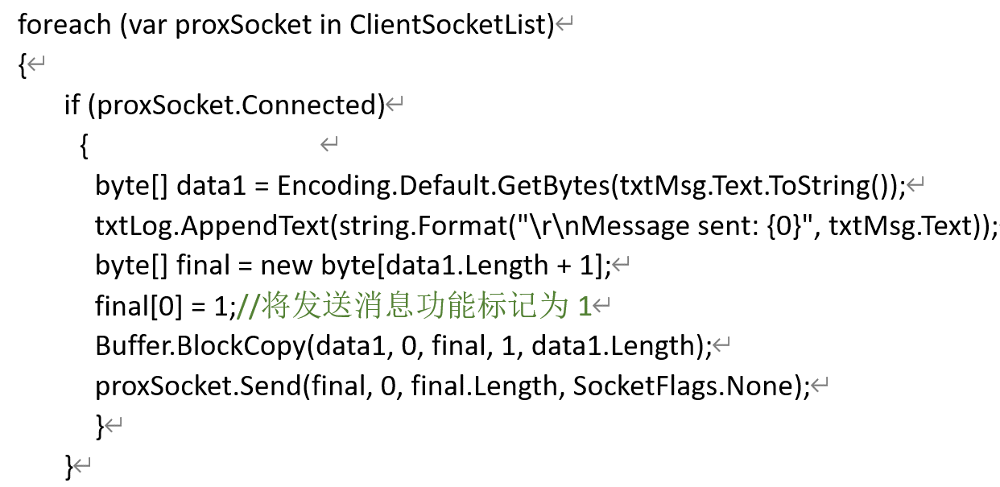 foreach (var proxSocket in ClientSocketList)
{
if (proxSocket.Connected)
{
byte[] data1 = Encoding.Default.GetBytes(txtMsg.Text.ToString());
txtLog.AppendText(string.Format("\r\nMessage sent: {0}", txtMsg.Text));
byte[] final = new byte[data1.Length + 1];
final[0] = 1;//将发送消息功能标记为 1
Buffer.BlockCopy(data1, 0, final, 1, data1.Length);
proxSocket.Send(final, 0, final.Length, SocketFlags.None);
}
}